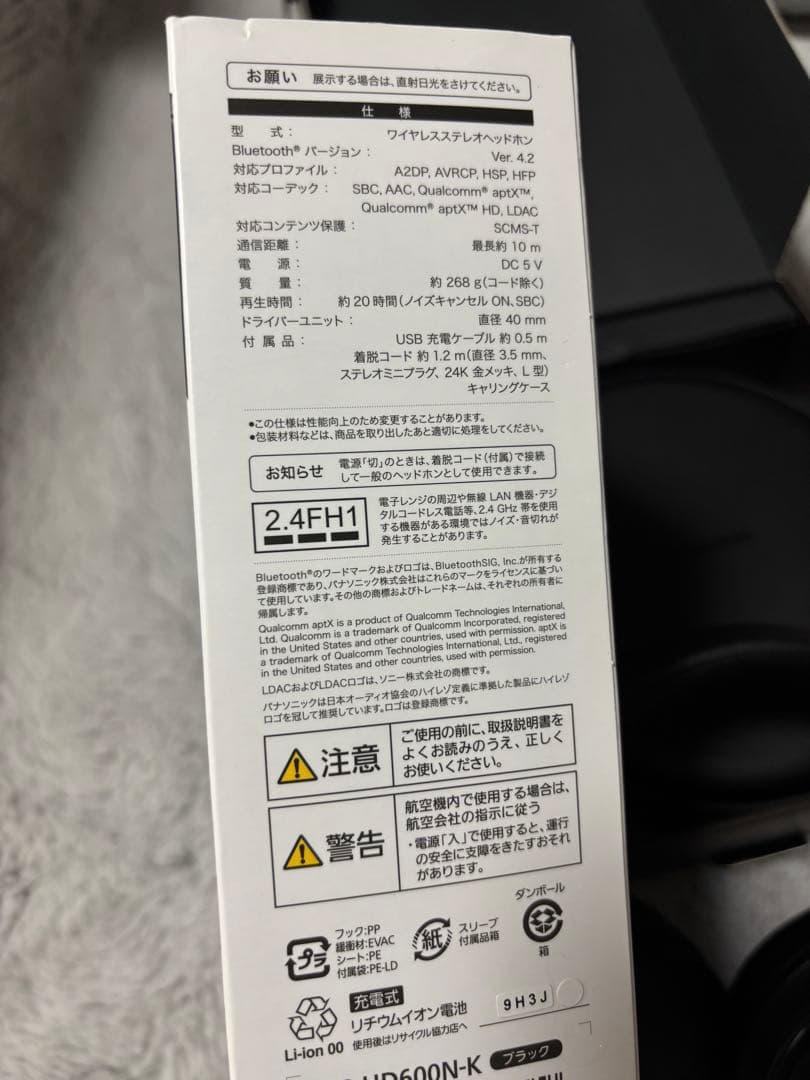 お願い 展示する場合は、直射日光をさけてください。
仕 様
型 式： ワイヤレスステレオヘッドホン
Bluetooth® バージョン： Ver. 4.2
対応プロファイル： A2DP, AVRCP, HSP, HFP
対応コーデック： SBC, AAC, Qualcomm® aptX™,
Qualcomm® aptX™ HD, LDAC
対応コンテンツ保護： SCMS-T
通信距離： 最長約 10 m
電 源： DC 5 V
質 量： 約 268 g(コード除く)
再生時間： 約 20 時間(ノイズキャンセル ON、SBC)
ドライバーユニット： 直径 40 mm
付 属 品： USB 充電ケーブル 約 0.5 m
着脱コード 約 1.2 m(直径 3.5 mm、
ステレオミニプラグ、24K 金メッキ、L 型)
キャリングケース
●この仕様は性能向上のため変更することがあります。
●包装材料などは、商品を取り出したあと適切に処理をしてください。
お知らせ 電源「切」のときは、着脱コード(付属)で接続
して一般のヘッドホンとして使用できます。
2.4FH1
電子レンジの周辺や無線 LAN 機器・デジ
タルコードレス電話等、2.4 GHz 帯を使用
する機器がある環境ではノイズ・音切れが
発生することがあります。
Bluetooth®のワードマークおよびロゴは、BluetoothSIG, Inc.が所有する
登録商標であり、パナソニック株式会社はこれらのマークをライセンスに基づい
て使用しています。その他の商標およびトレードネームは、それぞれの所有者に
帰属します。
Qualcomm aptX is a product of Qualcomm Technologies International,
Ltd. Qualcomm is a trademark of Qualcomm Incorporated, registered
in the United States and other countries, used with permission. aptX is
a trademark of Qualcomm Technologies International, Ltd., registered
in the United States and other countries, used with permission.
LDACおよびLDACロゴは、ソニー株式会社の商標です。
パナソニックは日本オーディオ協会のハイレゾ定義に準拠した製品にハイレゾ
ロゴを冠して推奨しています。ロゴは登録商標です。
注意
ご使用の前に、取扱説明書を
よくお読みのうえ、正しく
お使いください。
警告
航空機内で使用する場合は、
航空会社の指示に従う
・電源「入」で使用すると、運行
の安全に支障をきたすおそれ
があります。
プラ
フック:PP
緩衝材:EVAC
シート:PE
付属袋:PE-LD
紙
スリーブ
付属品箱
ダンボール
箱
Li-ion 00
充電式
リチウムイオン電池
使用後はリサイクル協力店へ
9H3J
HD600N-K ブラック